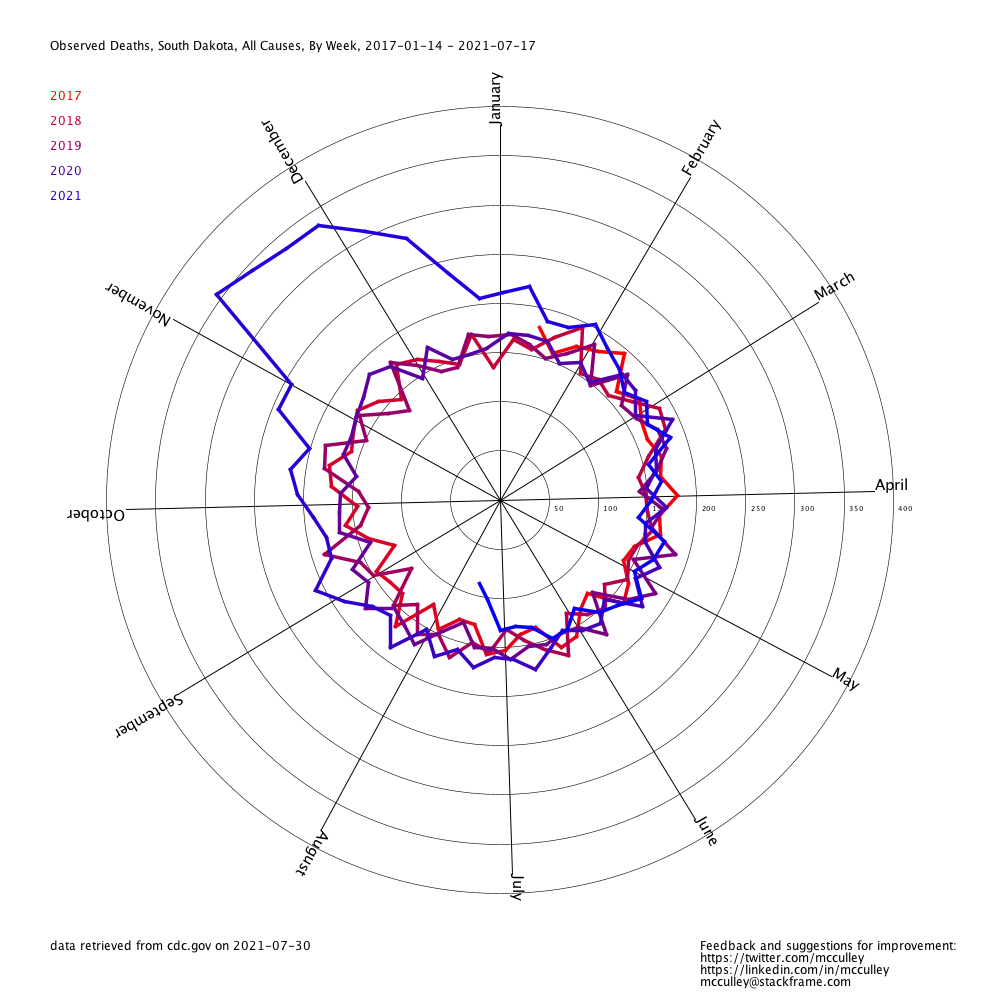 Observed Deaths, South Dakota, All Causes, By Week, 2017-01-14 - 2021-07-17
2017
2018
2019
2020
2021
January
February
March
April
May
June
July
August
September
October
November
December
50
100
200
250
300
350
400
data retrieved from cdc.gov on 2021-07-30
Feedback and suggestions for improvement:
https://twitter.com/mcculley
https://linkedin.com/in/mcculley
mcculley@stackframe.com